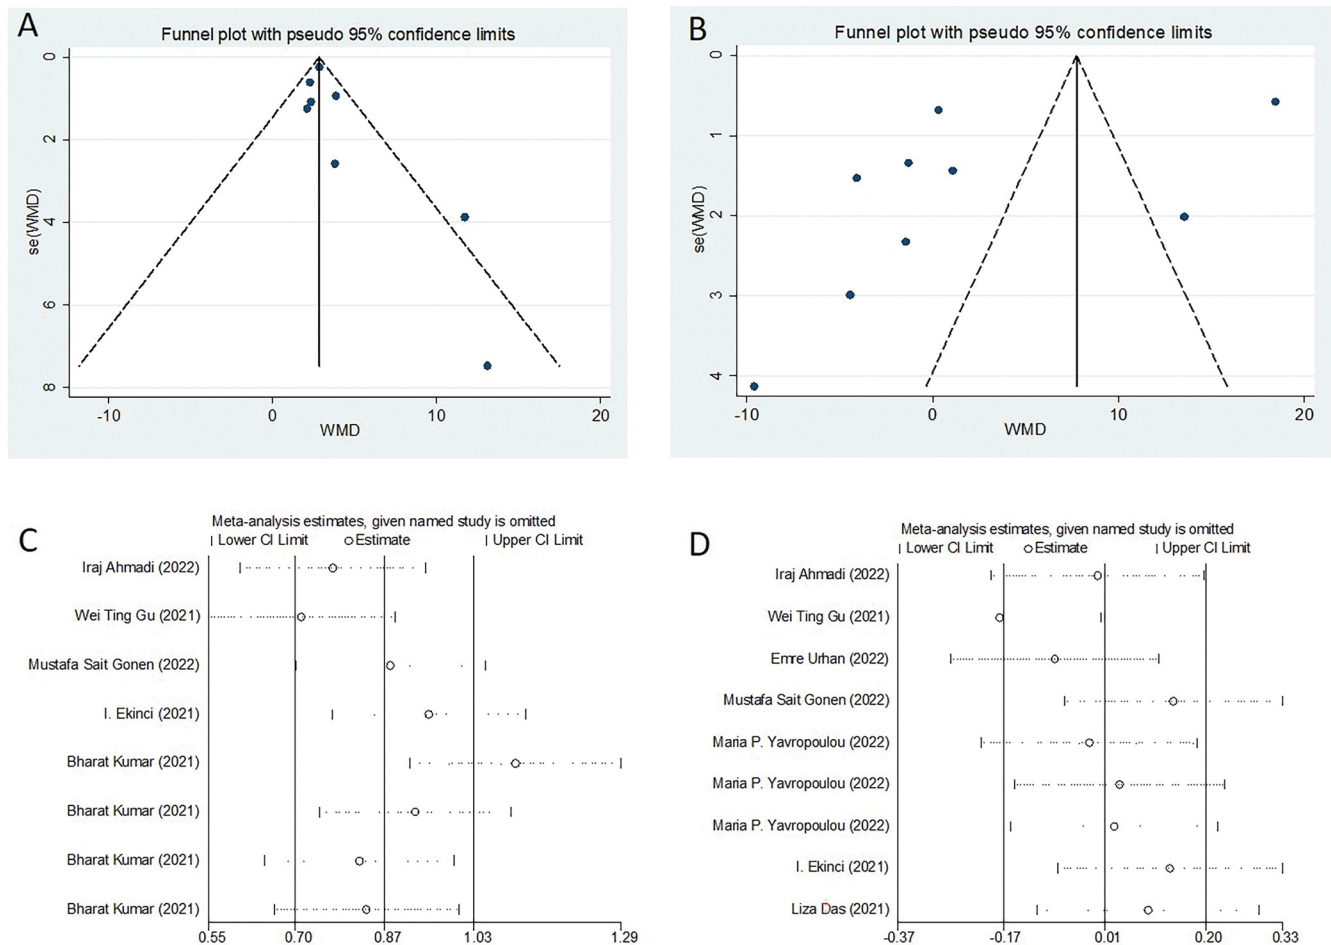 A
Funnel plot with pseudo 95% confidence limits
0
2
4
6
8
se(WMD)
-10 0 10 20
WMD
B
Funnel plot with pseudo 95% confidence limits
0
1
2
3
4
se(WMD)
-10 0 10 20
WMD
C
Meta-analysis estimates, given named study is omitted
Lower CI Limit Estimate Upper CI Limit
Iraj Ahmadi (2022)
Wei Ting Gu (2021)
Mustafa Sait Gonen (2022)
I. Ekinci (2021)
Bharat Kumar (2021)
Bharat Kumar (2021)
Bharat Kumar (2021)
Bharat Kumar (2021)
0.55 0.70 0.87 1.03 1.29
D
Meta-analysis estimates, given named study is omitted
Lower CI Limit Estimate Upper CI Limit
Iraj Ahmadi (2022)
Wei Ting Gu (2021)
Emre Urhan (2022)
Mustafa Sait Gonen (2022)
Maria P. Yavropoulou (2022)
Maria P. Yavropoulou (2022)
Maria P. Yavropoulou (2022)
I. Ekinci (2021)
Liza Das (2021)
-0.37 -0.17 0.01 0.20 0.33